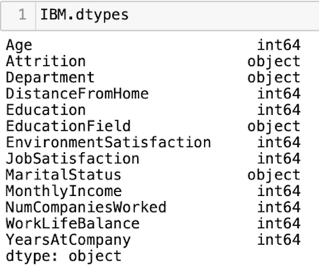 1 IBM.dtypes
Age int64
Attrition object
Department object
DistanceFromHome int64
Education int64
EducationField object
EnvironmentSatisfaction int64
JobSatisfaction int64
MaritalStatus object
MonthlyIncome int64
NumCompaniesWorked int64
WorkLifeBalance int64
YearsAtCompany int64
dtype: object